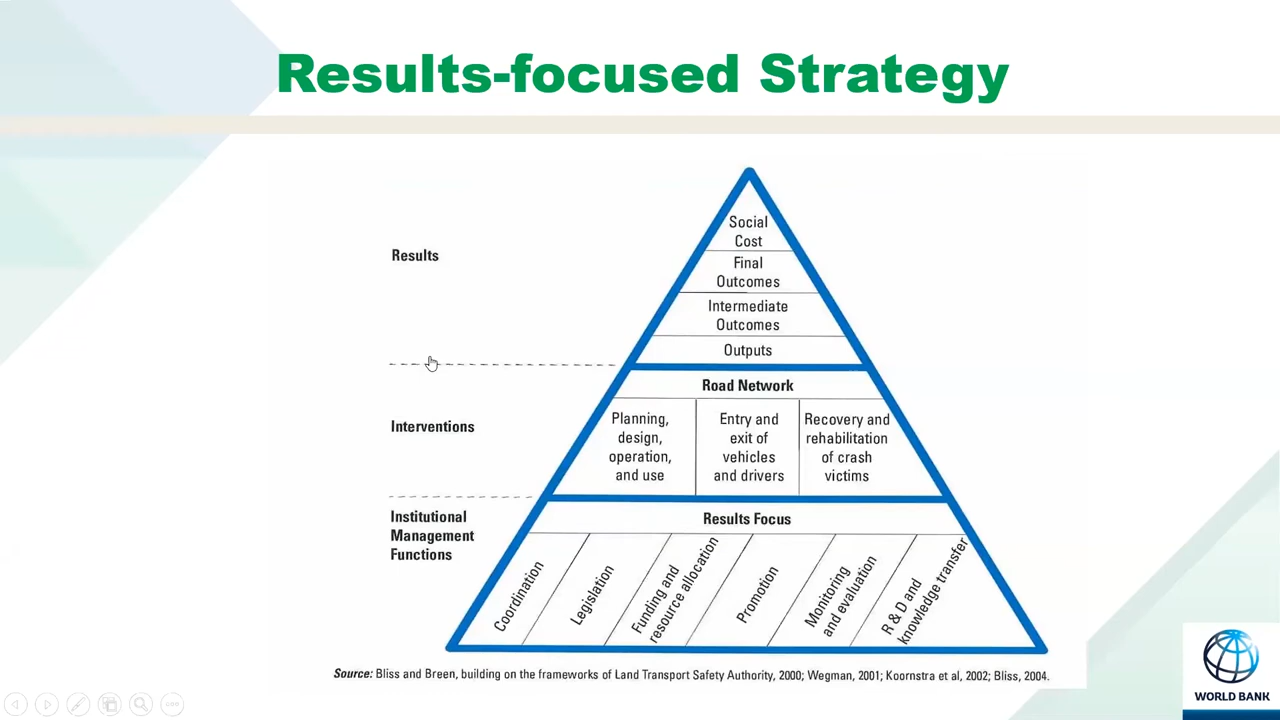 Results-focused Strategy
Results
Social
Cost
Final
Outcomes
Intermediate
Outcomes
Outputs
Interventions
Road Network
Planning,
design,
operation,
and use
Entry and
exit of
vehicles
and drivers
Recovery and
rehabilitation
of crash
victims
Institutional
Management
Functions
Results Focus
Coordination
Legislation
Funding and
resource allocation
Promotion
Monitoring
and evaluation
R & D and
knowledge transfer
Source: Bliss and Breen, building on the frameworks of Land Transport Safety Authority, 2000; Wegman, 2001; Koornstra et al, 2002; Bliss, 2004.
WORLD BANK